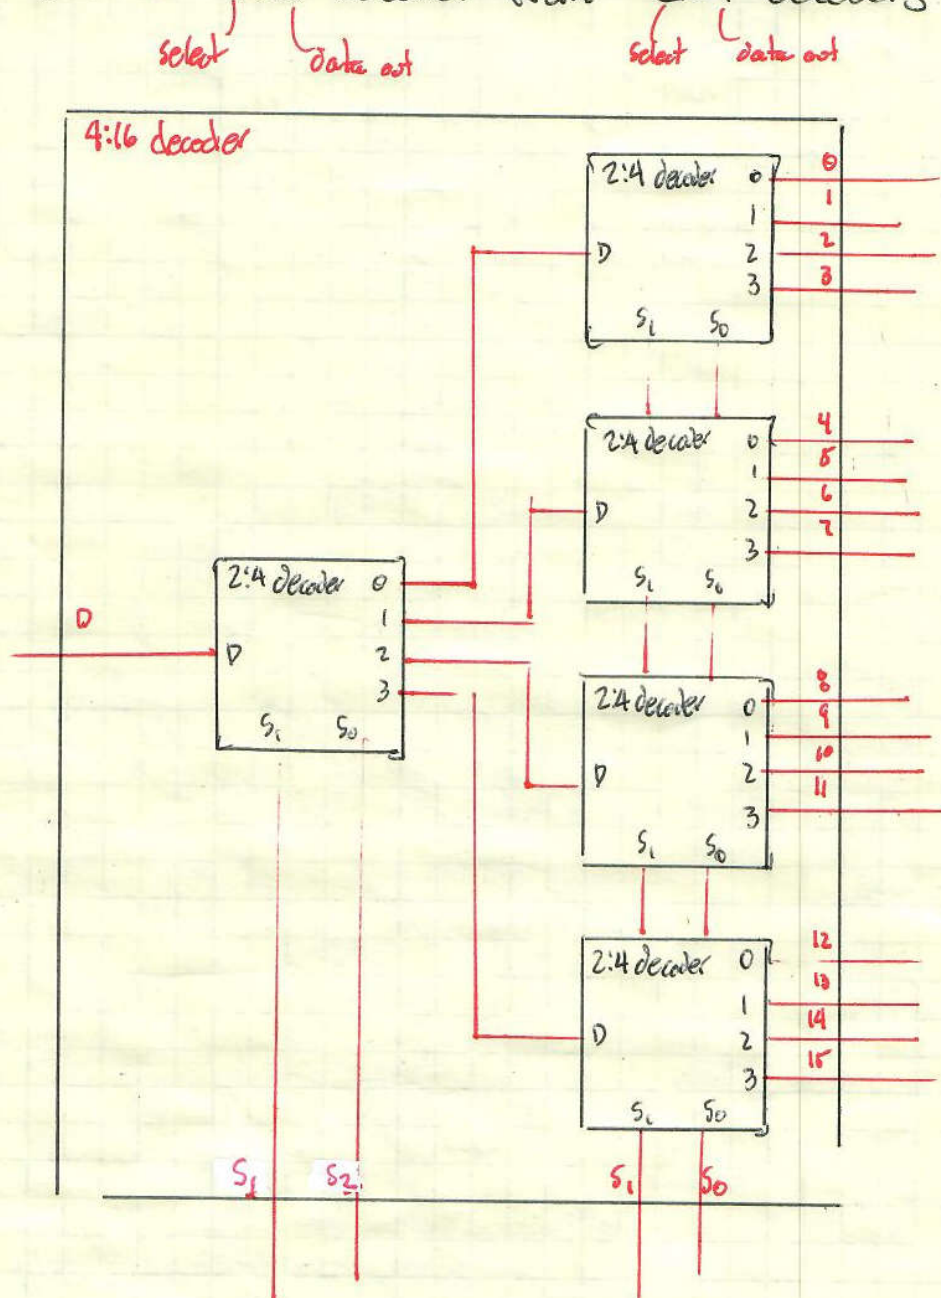 select data out select data out
4:16 decoder
2:4 decoder 0
1
D 2
3
S1 S0
0
1
2
3
2:4 decoder 0
1
D 2
3
S1 S0
4
5
6
7
D
2:4 decoder 0
1
D 2
3
S1 S0
2:4 decoder 0
1
D 2
3
S1 S0
8
9
10
11
2:4 decoder 0
1
D 2
3
S1 S0
12
13
14
15
S1 S2 S1 S0